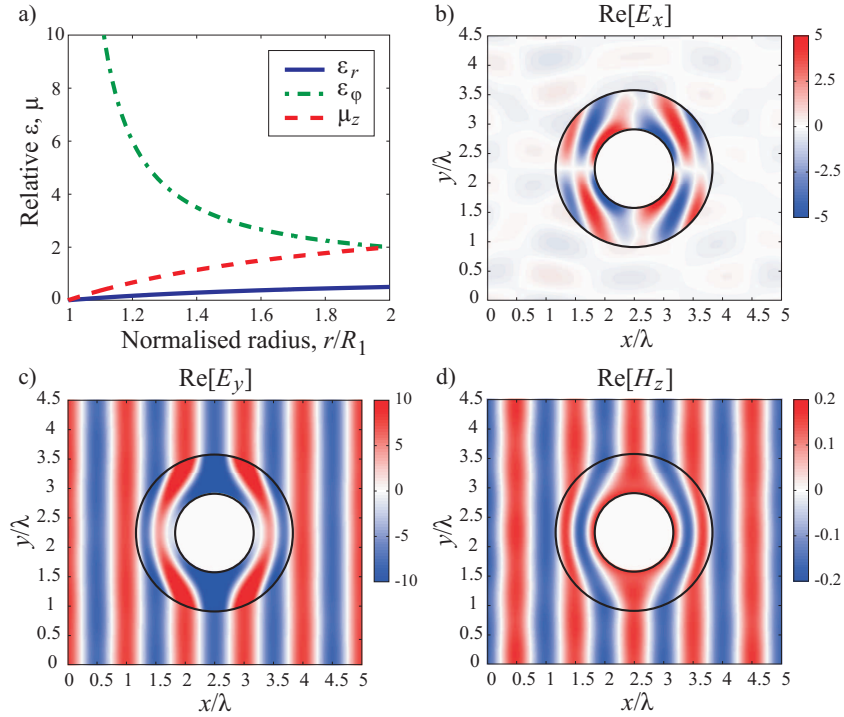 a)
10
8
6
4
2
0
Relative ε, μ
ε_r
ε_φ
μ_z
1 1.2 1.4 1.6 1.8 2
Normalised radius, r/R_1
b) Re[E_x]
4.5
4
3.5
3
2.5
2
1.5
1
0.5
0
y/λ
0 0.5 1 1.5 2 2.5 3 3.5 4 4.5 5
x/λ
5
2.5
0
-2.5
-5
c) Re[E_y]
4.5
4
3.5
3
2.5
2
1.5
1
0.5
0
y/λ
0 0.5 1 1.5 2 2.5 3 3.5 4 4.5 5
x/λ
10
5
0
-5
-10
d) Re[H_z]
4.5
4
3.5
3
2.5
2
1.5
1
0.5
0
y/λ
0 0.5 1 1.5 2 2.5 3 3.5 4 4.5 5
x/λ
0.2
0.1
0
-0.1
-0.2